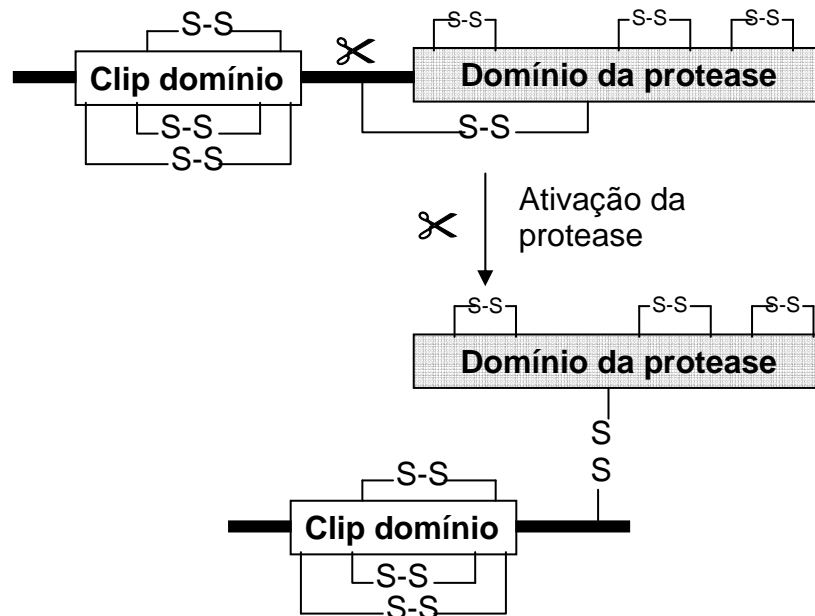 S-S
S-S S-S S-S
Clip domínio
Domínio da protease
S-S
S-S
S-S
Ativação da
protease
S-S S-S S-S
Domínio da protease
S
S
S-S
Clip domínio
S-S
S-S